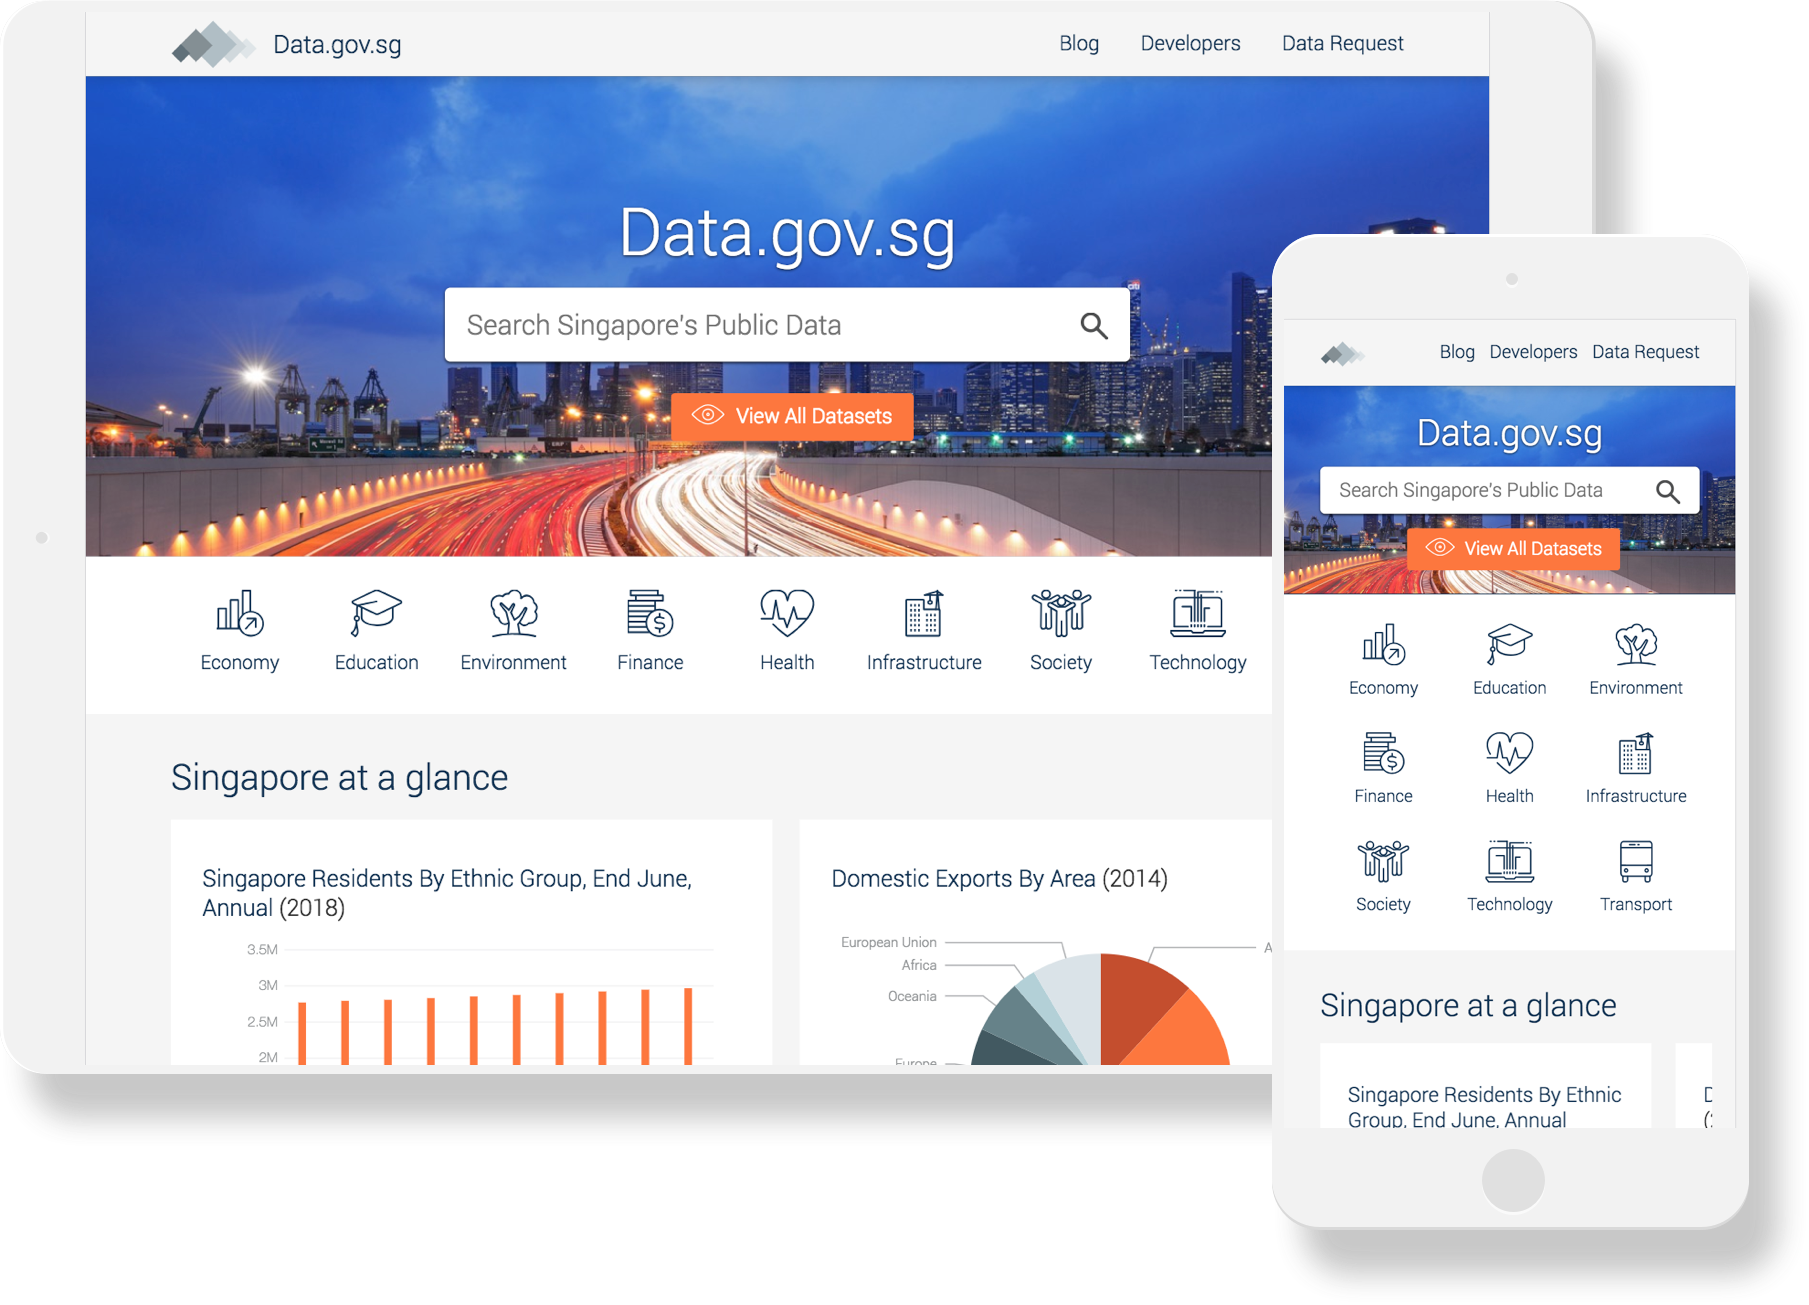 Data.gov.sg
Blog Developers Data Request
Data.gov.sg
Search Singapore's Public Data
View All Datasets
Economy Education Environment Finance Health Infrastructure Society Technology
Singapore at a glance
Singapore Residents By Ethnic Group, End June,
Annual (2018)
3.5M
3M
2.5M
2M
Domestic Exports By Area (2014)
European Union
Africa
Oceania
Europe
A
Blog Developers Data Request
Data.gov.sg
Search Singapore's Public Data
View All Datasets
Economy Education Environment
Finance Health Infrastructure
Society Technology Transport
Singapore at a glance
Singapore Residents By Ethnic
Group, End June, Annual
D